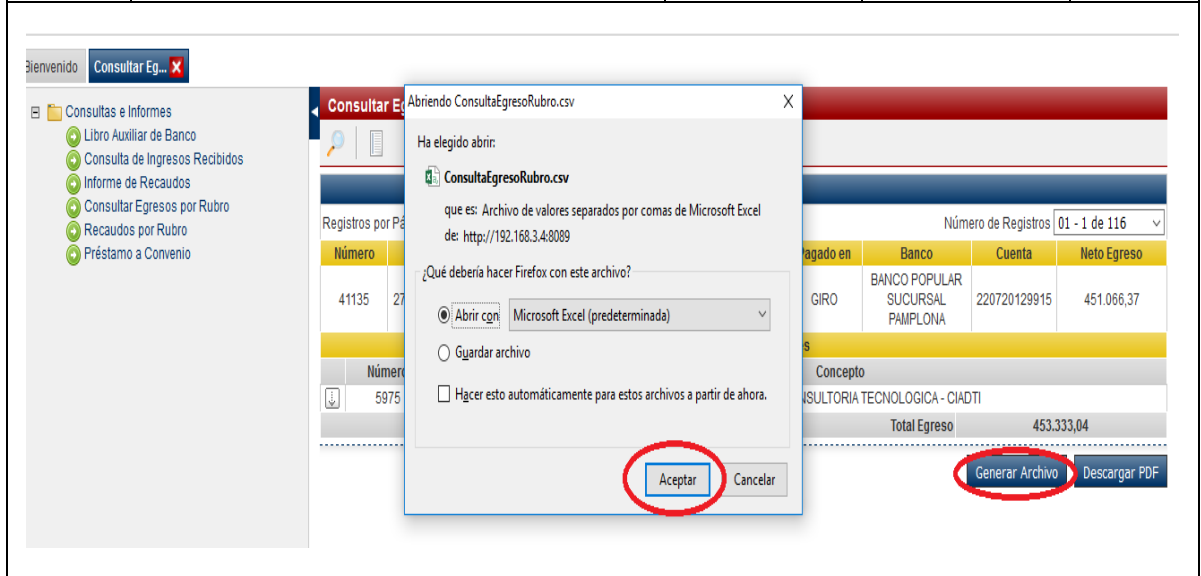 Bienvenido
Consultar Eg...
Consultas e Informes
Libro Auxiliar de Banco
Consulta de Ingresos Recibidos
Informe de Recaudos
Consultar Egresos por Rubro
Recaudos por Rubro
Préstamo a Convenio
Consultar Eg
Abriendo ConsultaEgresoRubro.csv
Ha elegido abrir:
ConsultaEgresoRubro.csv
que es: Archivo de valores separados por comas de Microsoft Excel
de: http://192.168.3.4:8089
¿Qué debería hacer Firefox con este archivo?
Abrir con Microsoft Excel (predeterminada)
Guardar archivo
Hacer esto automáticamente para estos archivos a partir de ahora.
Aceptar Cancelar
Registros por Pá
Número de Registros 01 - 1 de 116
Número Pagado en Banco Cuenta Neto Egreso
41135 27 GIRO BANCO POPULAR SUCURSAL PAMPLONA 220720129915 451.066,37
Número Concepto
5975 NSULTORIA TECNOLOGICA - CIADTI
Total Egreso 453.333,04
Generar Archivo Descargar PDF